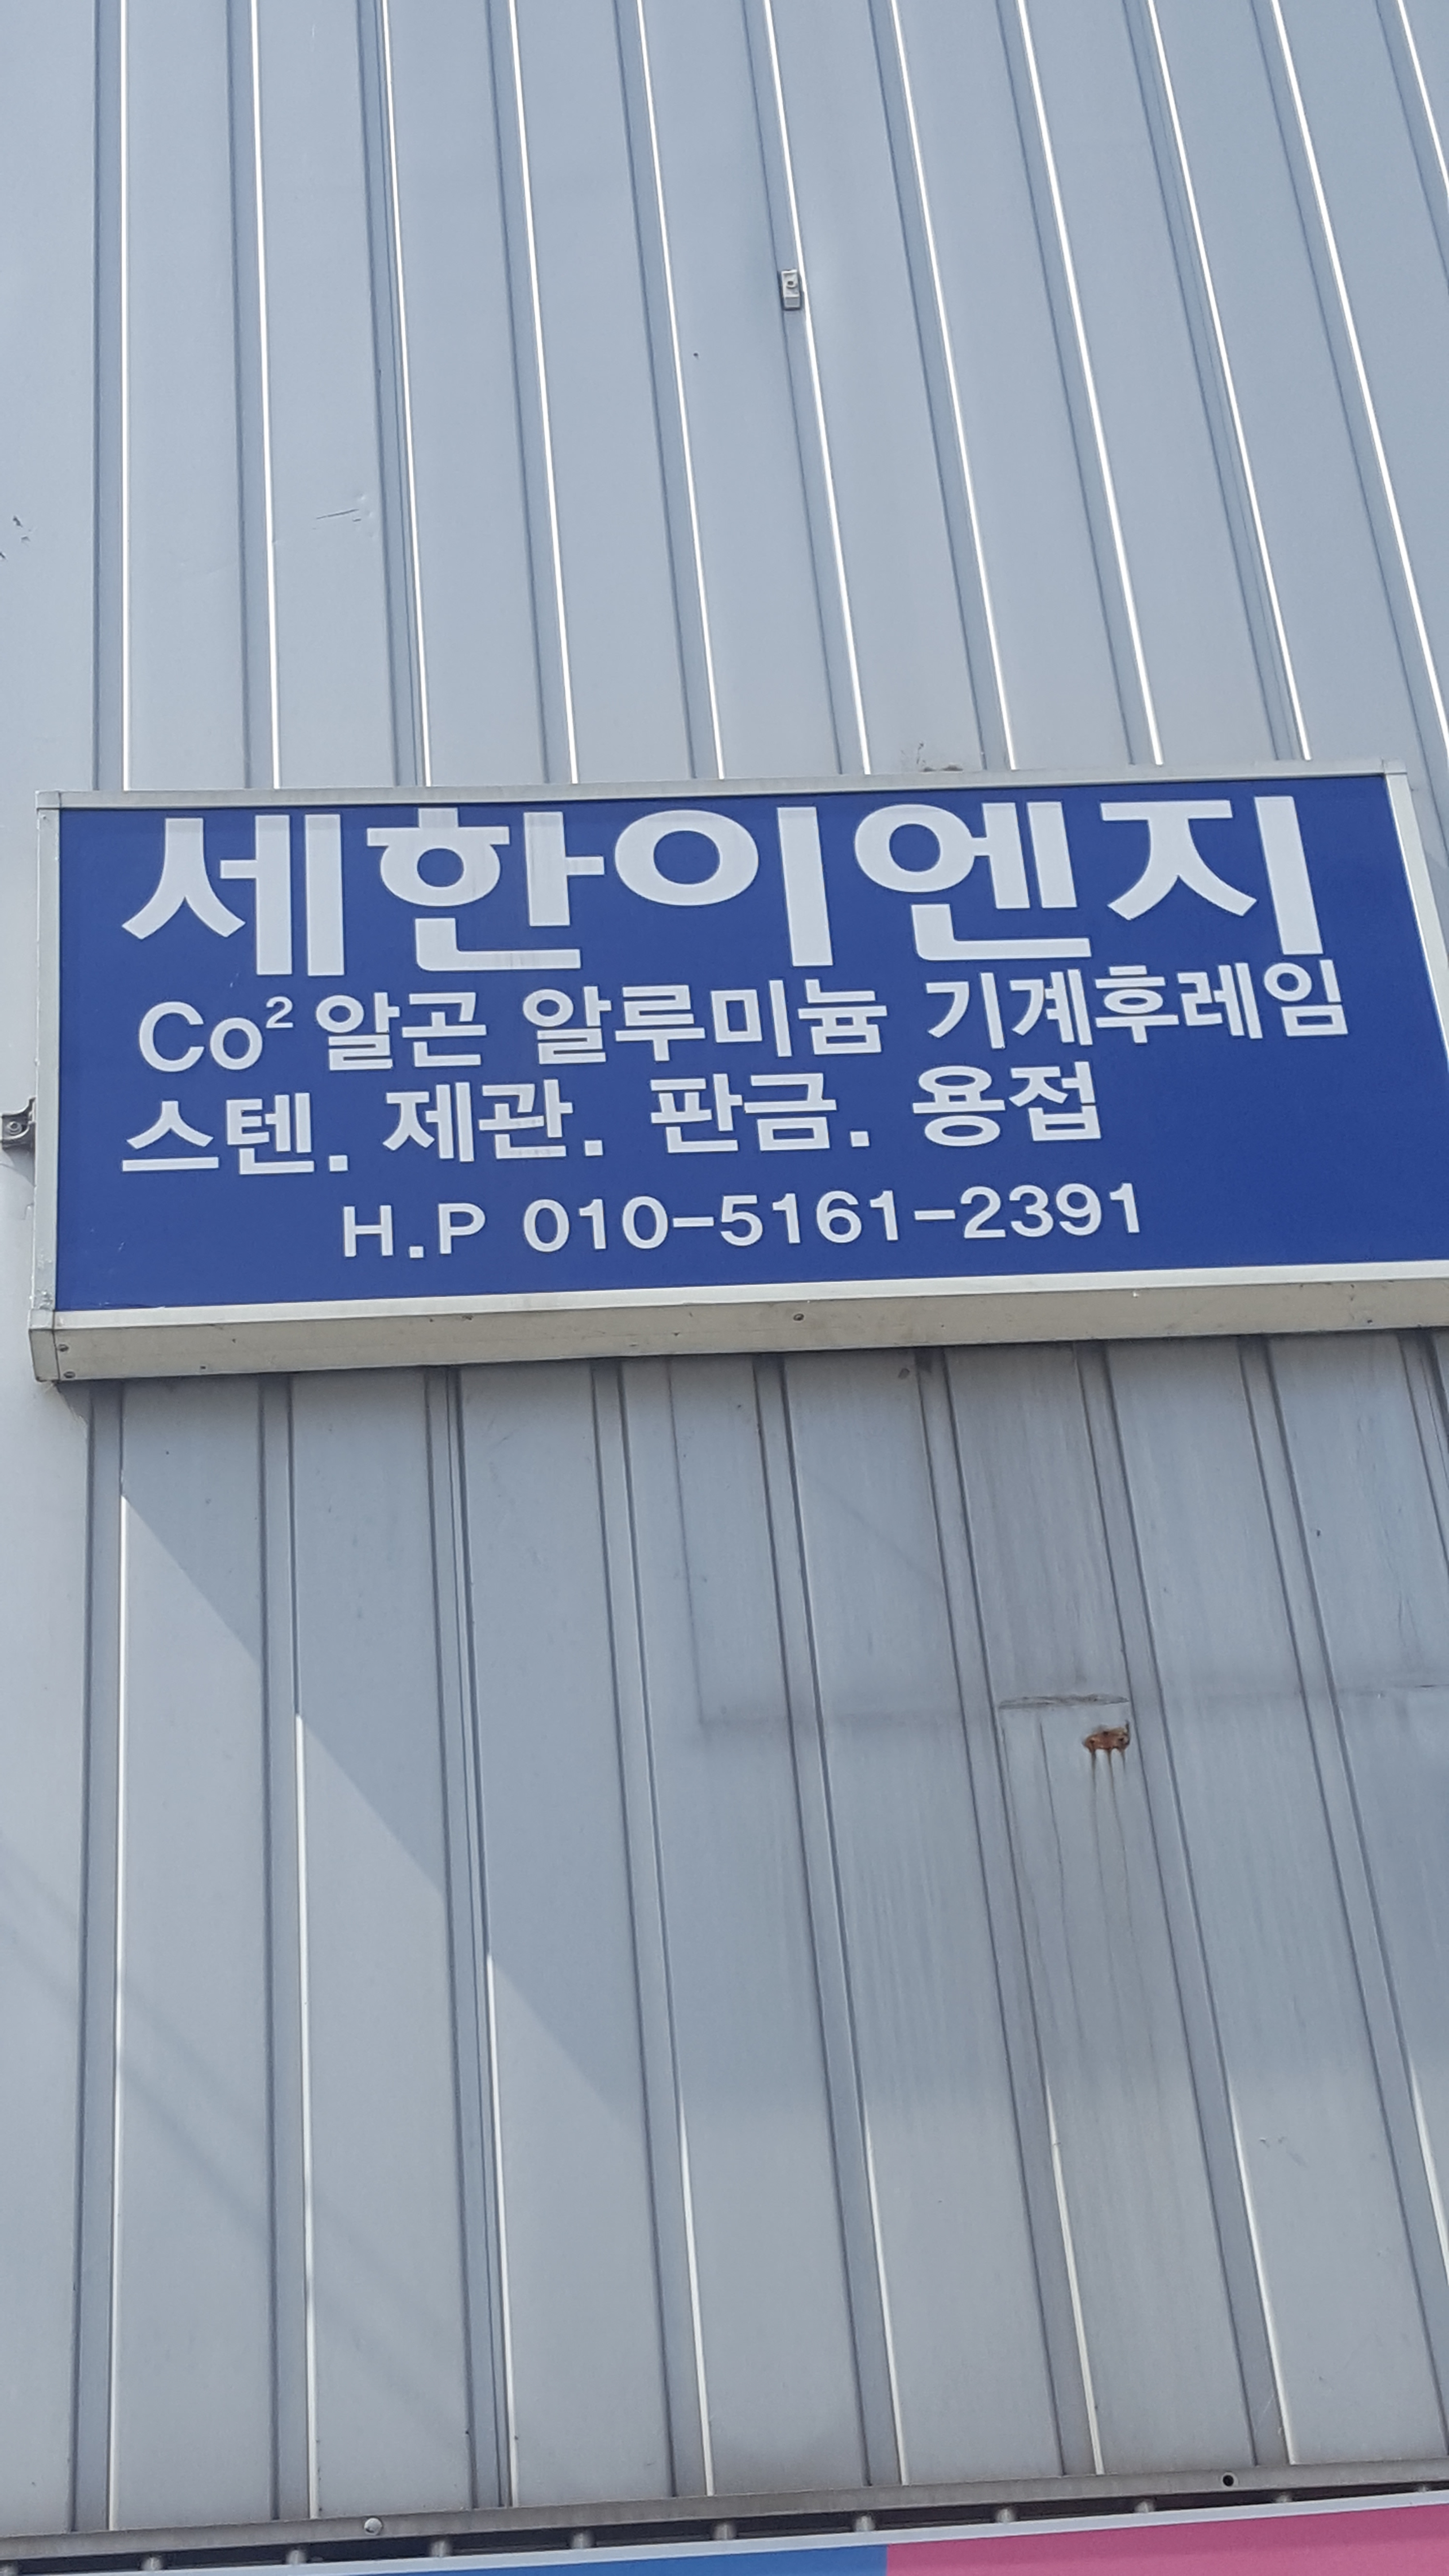 세한이엔지
Co² 알곤 알루미늄 기계후레임
스텐. 제관. 판금. 용접
H.P 010-5161-2391